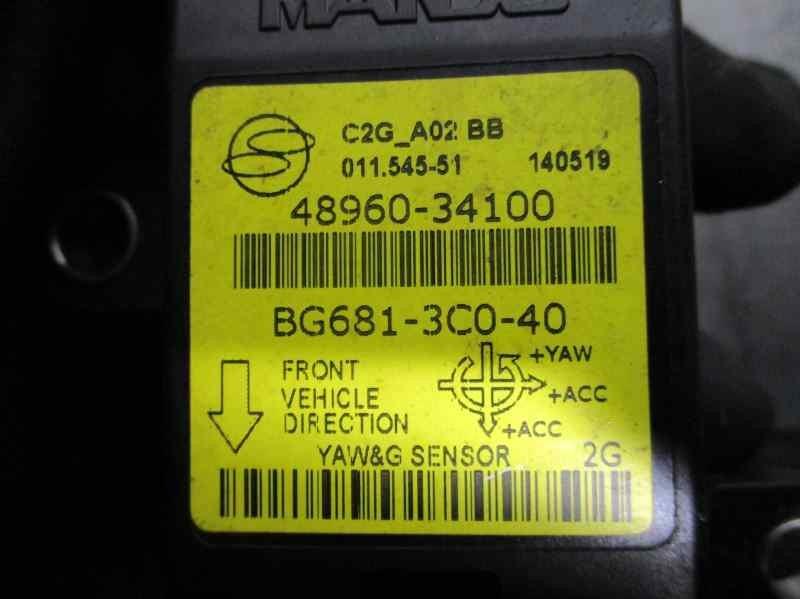 MANDO
C2G_A02 BB
011.545-51 140519
48960-34100
BG681-3C0-40
FRONT
VEHICLE
DIRECTION
+YAW
+ACC
+ACC
YAW&G SENSOR 2G